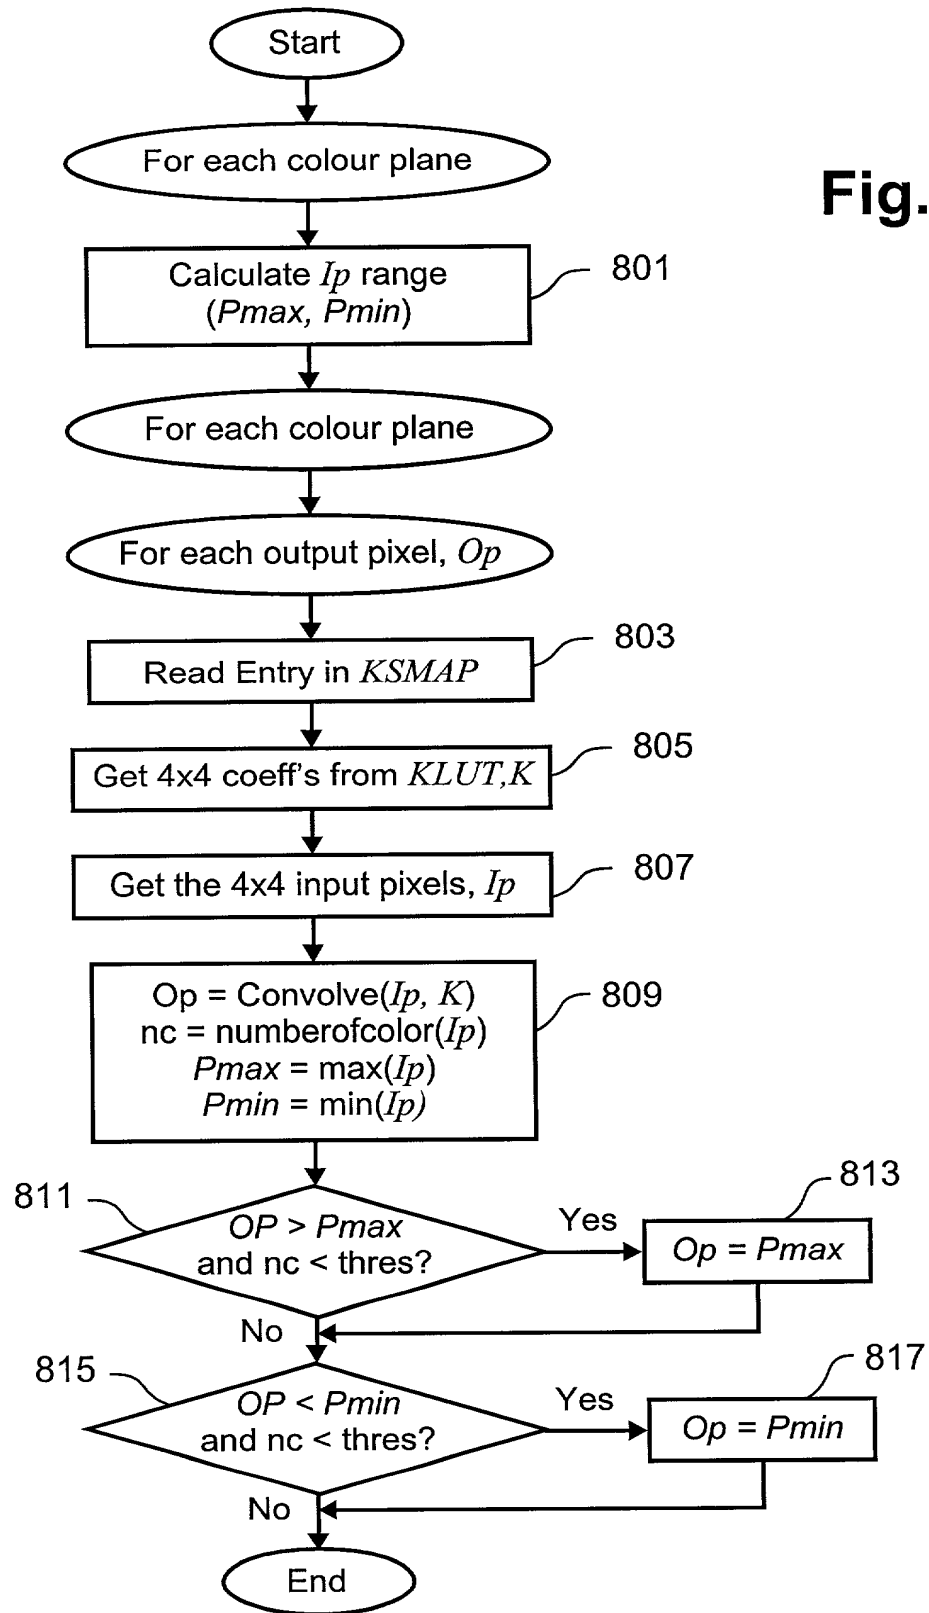 Start
For each colour plane
Fig.
Calculate Ip range
(Pmax, Pmin)
801
For each colour plane
For each output pixel, Op
803
Read Entry in KSMAP
805
Get 4x4 coeff's from KLUT,K
Get the 4x4 input pixels, Ip
807
Op = Convolve(Ip, K)
nc = numberofcolor(Ip)
Pmax = max(Ip)
Pmin = min(Ip)
809
811
OP > Pmax
and nc < thres?
Yes
813
Op = Pmax
No
815
OP < Pmin
and nc < thres?
Yes
817
Op = Pmin
No
End